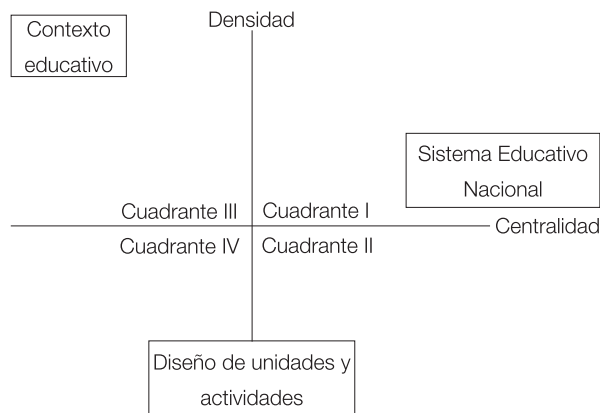 Densidad
Contexto
educativo
Sistema Educativo
Nacional
Cuadrante III
Cuadrante I
Centralidad
Cuadrante IV
Cuadrante II
Diseño de unidades y
actividades